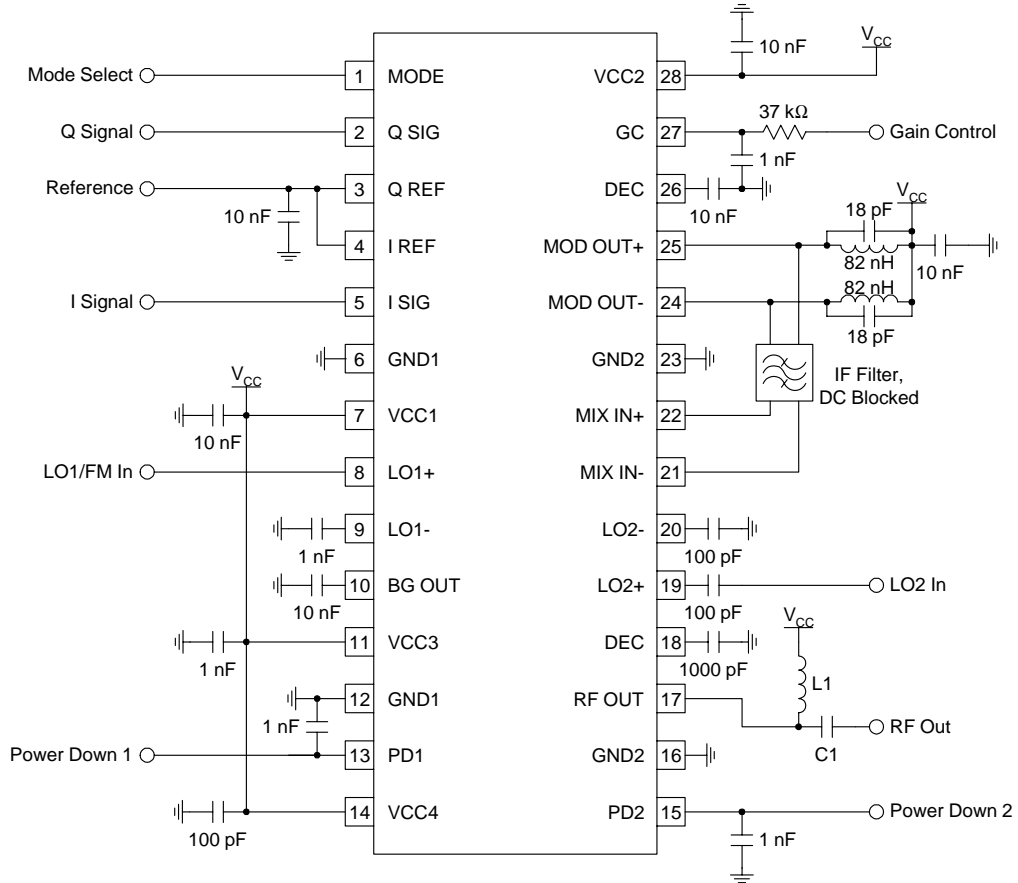 Mode Select
Q Signal
Reference
10 nF
I Signal
V_CC
10 nF
LO1/FM In
1 nF
10 nF
1 nF
1 nF
Power Down 1
100 pF
1 MODE
2 Q SIG
3 Q REF
4 I REF
5 I SIG
6 GND1
7 VCC1
8 LO1+
9 LO1-
10 BG OUT
11 VCC3
12 GND1
13 PD1
14 VCC4
VCC2 28
GC 27
DEC 26
MOD OUT+ 25
MOD OUT- 24
GND2 23
MIX IN+ 22
MIX IN- 21
LO2- 20
LO2+ 19
DEC 18
RF OUT 17
GND2 16
PD2 15
10 nF
V_CC
37 kΩ
Gain Control
1 nF
10 nF
V_CC
18 pF
82 nH
10 nF
82 nH
18 pF
IF Filter,
DC Blocked
100 pF
LO2 In
100 pF
V_CC
1000 pF
L1
RF Out
C1
Power Down 2
1 nF